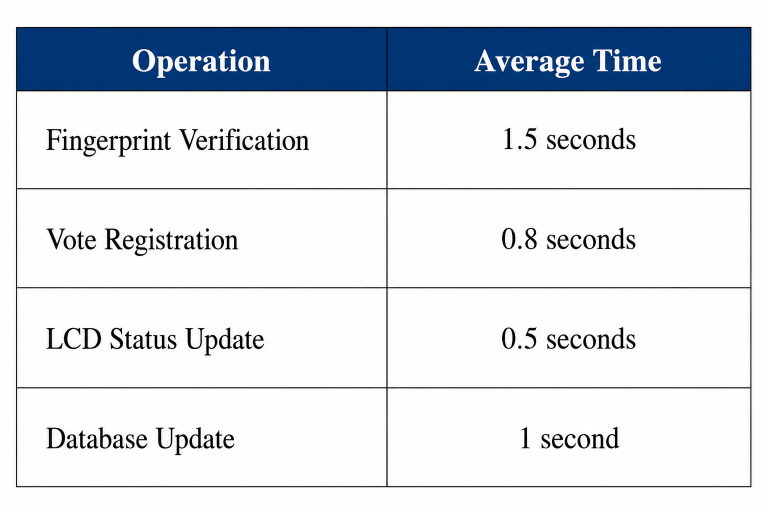 Operation Average Time
Fingerprint Verification 1.5 seconds
Vote Registration 0.8 seconds
LCD Status Update 0.5 seconds
Database Update 1 second